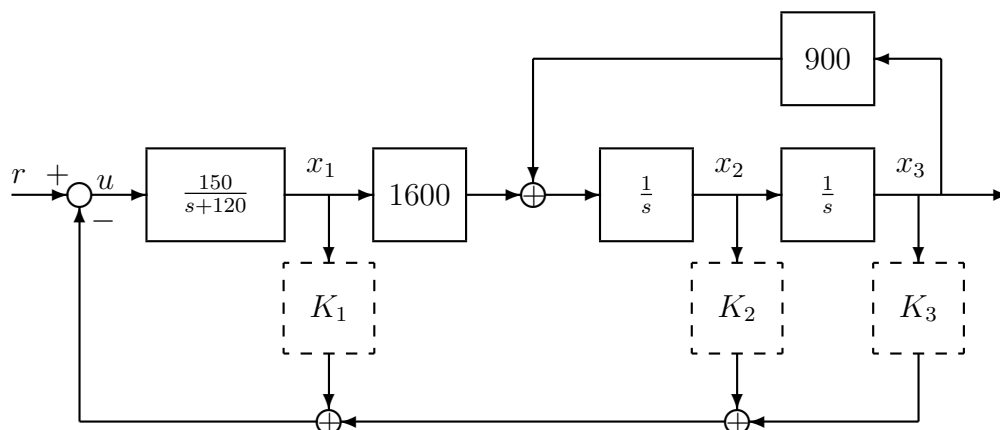 900
r + u 150/(s+120) x₁ 1600 + 1/s x₂ 1/s x₃
−
K₁ K₂ K₃
+ +